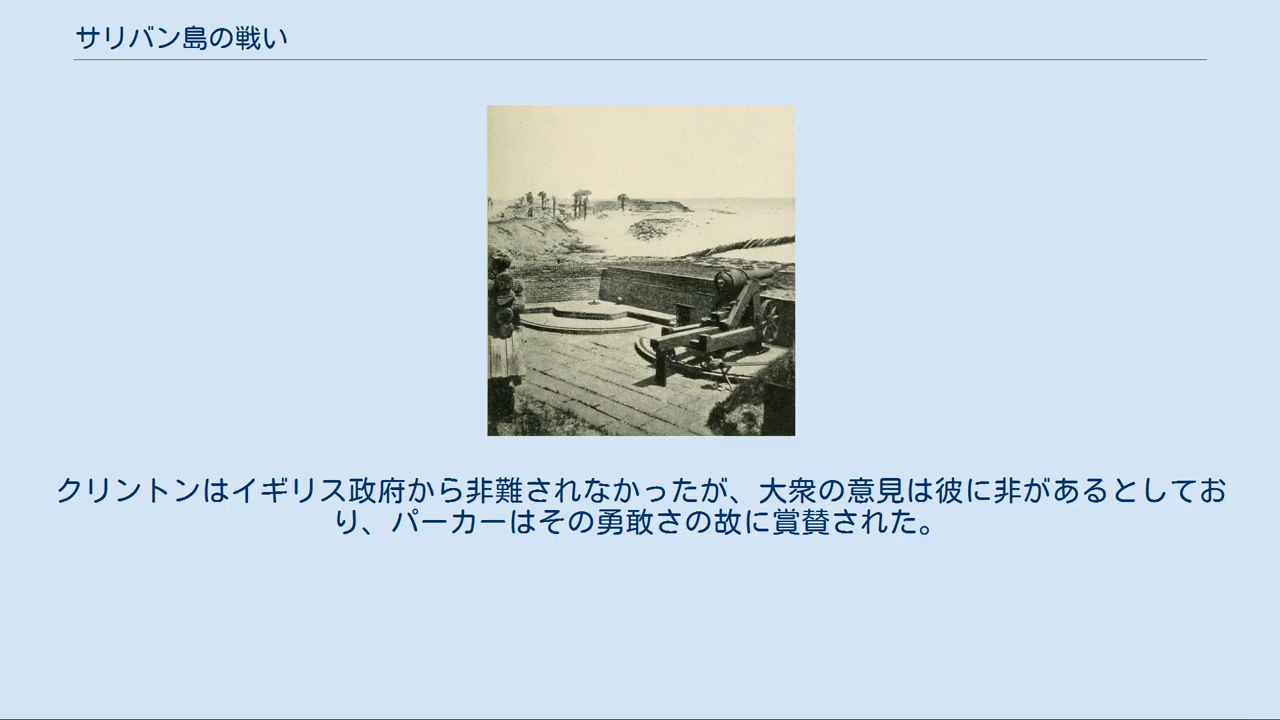 サリバン島の戦い
クリントンはイギリス政府から非難されなかったが、大衆の意見は彼に非があるとしてお
り、パーカーはその勇敢さの故に賞賛された。